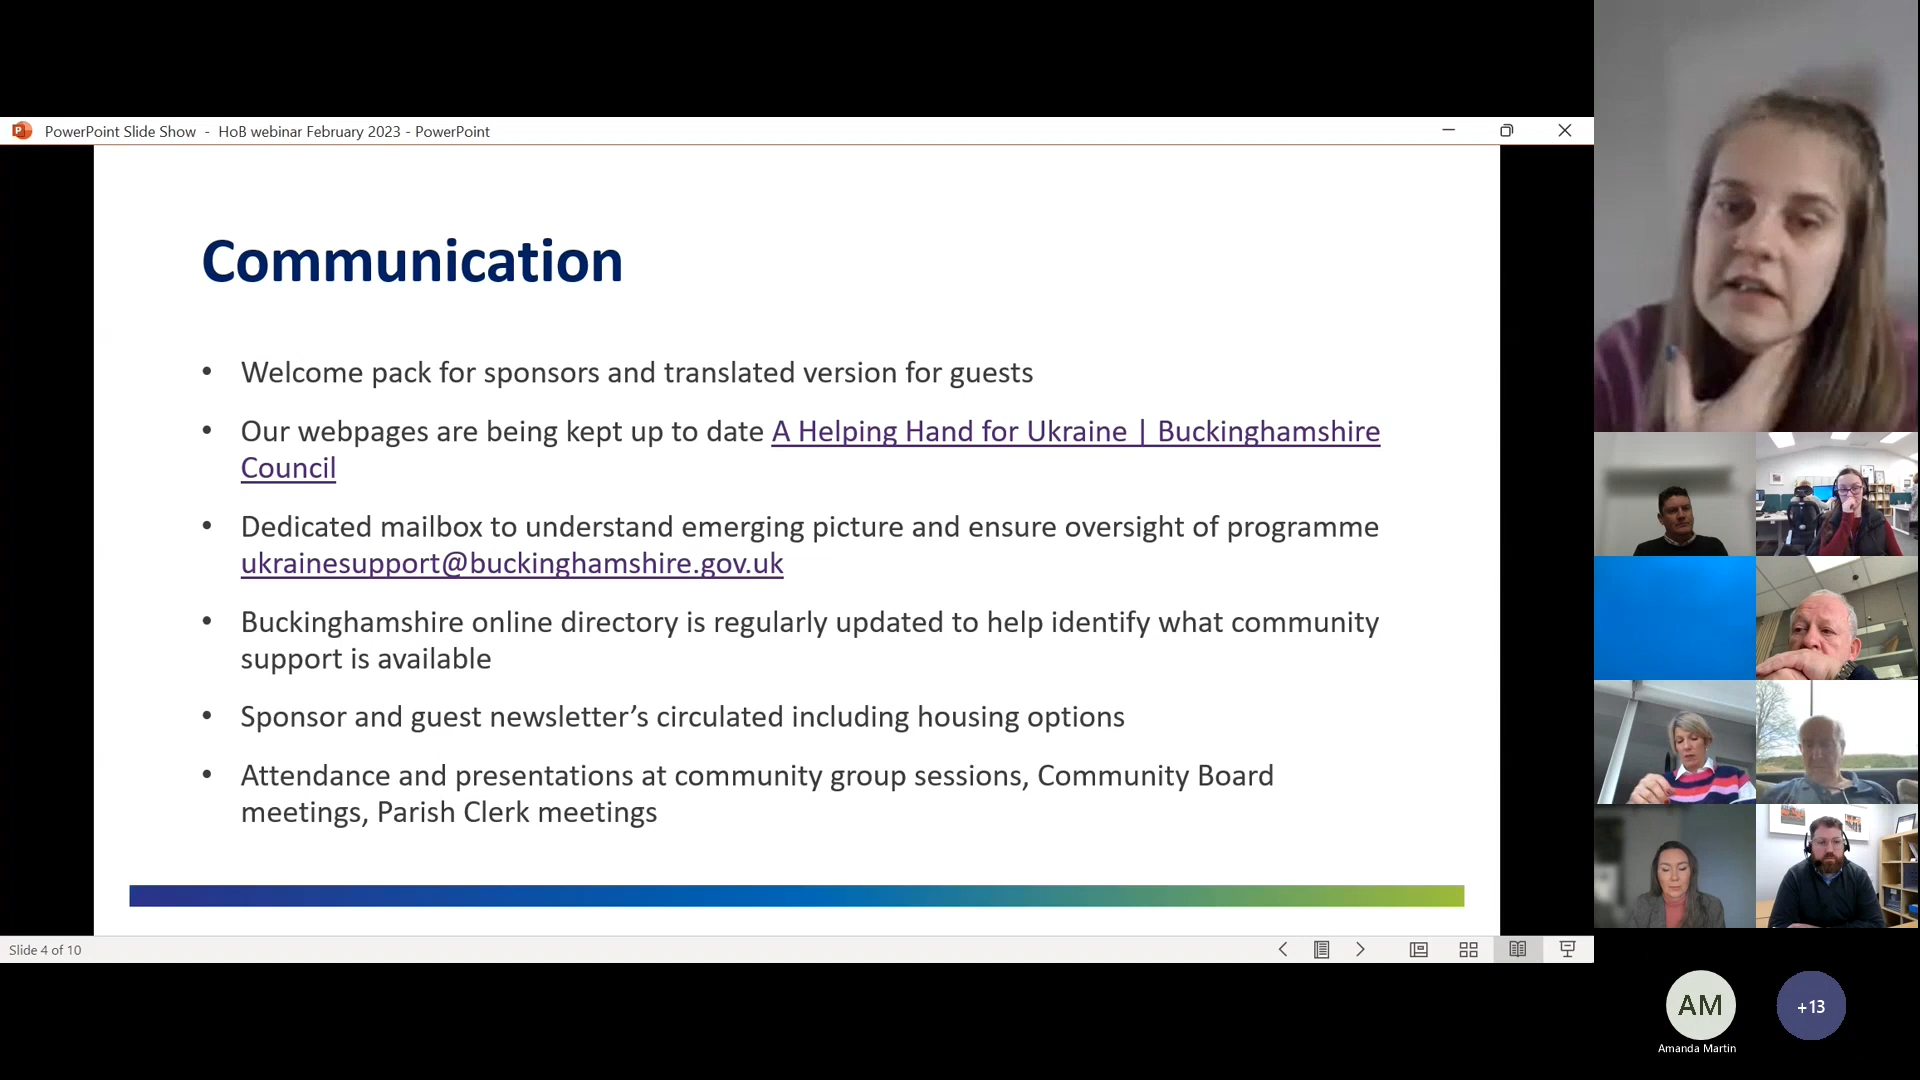 PowerPoint Slide Show - HoB webinar February 2023 - PowerPoint
Communication
• Welcome pack for sponsors and translated version for guests
• Our webpages are being kept up to date A Helping Hand for Ukraine | Buckinghamshire
Council
• Dedicated mailbox to understand emerging picture and ensure oversight of programme
ukrainesupport@buckinghamshire.gov.uk
• Buckinghamshire online directory is regularly updated to help identify what community
support is available
• Sponsor and guest newsletter’s circulated including housing options
• Attendance and presentations at community group sessions, Community Board
meetings, Parish Clerk meetings
Slide 4 of 10
AM
+13
Amanda Martin